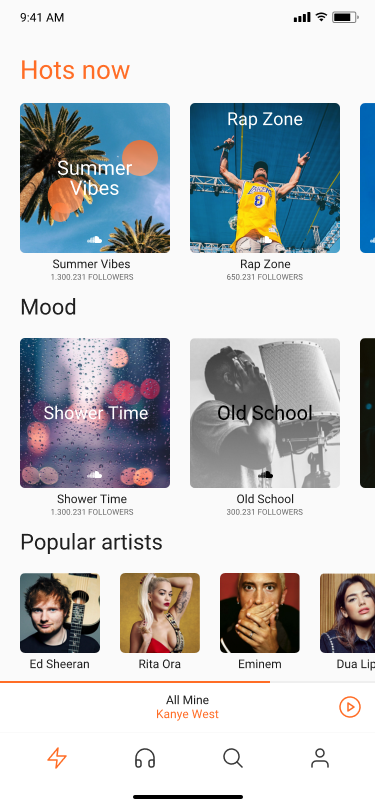 9:41 AM
Hots now
Summer
Vibes
Rap Zone
LAKERS
8
Summer Vibes
Rap Zone
1.300.231 FOLLOWERS
650.231 FOLLOWERS
Mood
Shower Time
Old School
Shower Time
Old School
1.300.231 FOLLOWERS
300.231 FOLLOWERS
Popular artists
Ed Sheeran
Rita Ora
Eminem
Dua Lip
All Mine
Kanye West